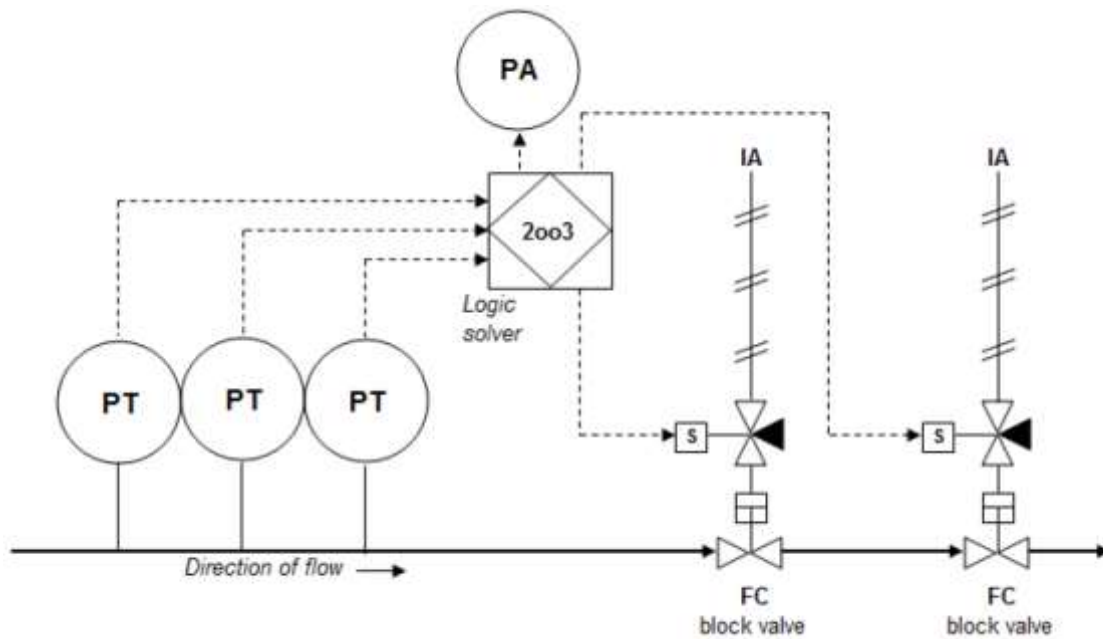 PA
IA
IA
2oo3
Logic
solver
PT
PT
PT
S
S
Direction of flow
FC
block valve
FC
block valve